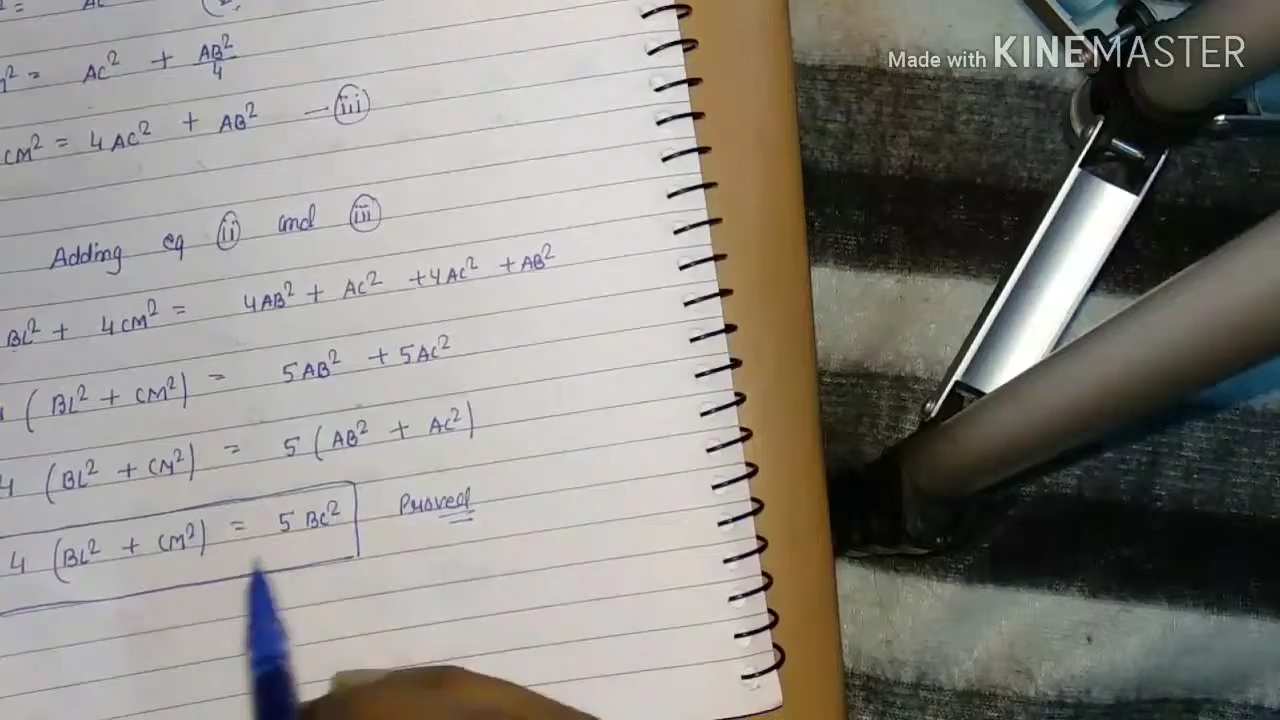 M² = AC² + AB²/4
CM² = 4AC² + AB² — (iii)
Adding eq (ii) and (iii)
BL² + 4CM² = 4AB² + AC² + 4AC² + AB²
(BL² + CM²) = 5AB² + 5AC²
4 (BL² + CM²) = 5 (AB² + AC²)
4 (BL² + CM²) = 5 BC² Proved
Made with KINEMASTER